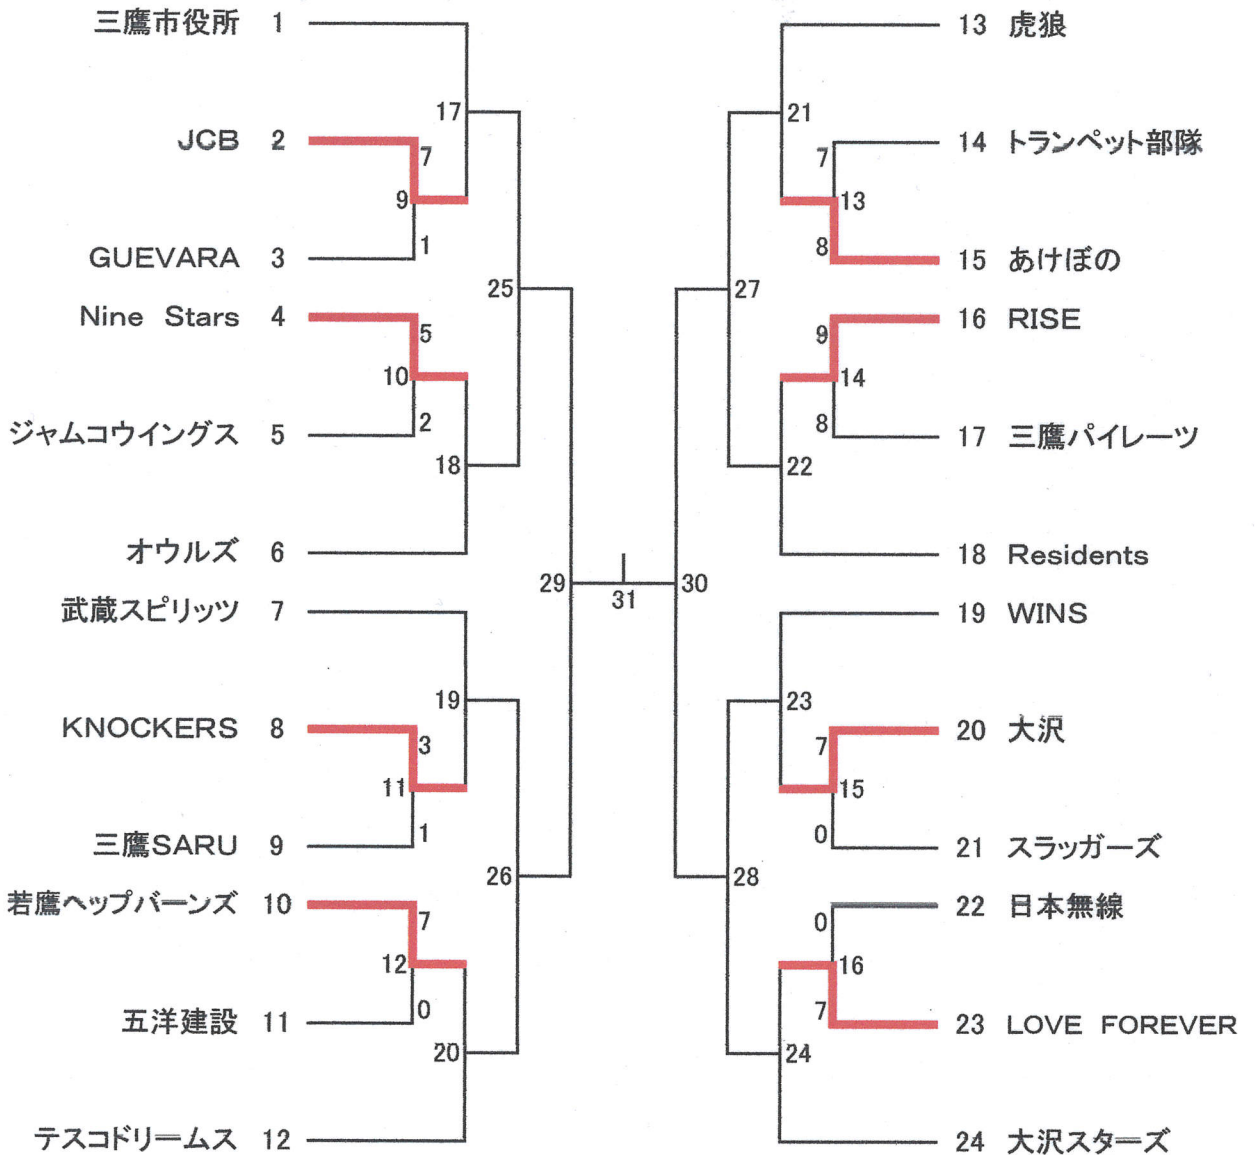 三鷹市役所 1
JCB 2
7
9
1
GUEVARA 3
17
Nine Stars 4
5
10
2
ジャムコウイングス 5
18
オウルズ 6
25
武蔵スピリッツ 7
19
KNOCKERS 8
3
11
1
三鷹SARU 9
26
若鷹ヘップバーンズ 10
7
12
0
五洋建設 11
20
テスコドリームス 12
29
31
30
13 虎狼
21
14 トランペット部隊
7
13
8
15 あけぼの
27
16 RISE
9
14
8
17 三鷹パイレーツ
22
18 Residents
19 WINS
23
20 大沢
7
15
0
21 スラッガーズ
28
22 日本無線
0
16
7
23 LOVE FOREVER
24
24 大沢スターズ